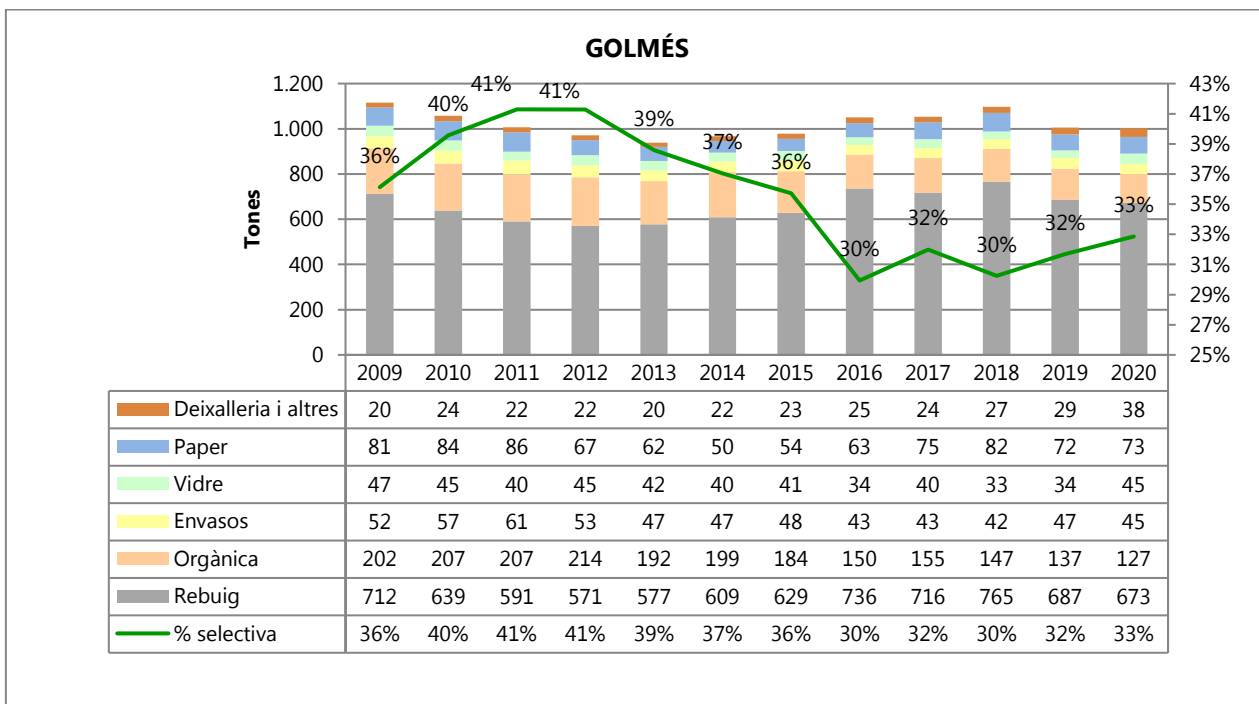 GOLMÉS
Tones
1.200
1.000
800
600
400
200
0
43%
41%
39%
37%
35%
33%
31%
29%
27%
25%
36%
40%
41%
41%
39%
37%
36%
30%
32%
30%
32%
33%
2009 2010 2011 2012 2013 2014 2015 2016 2017 2018 2019 2020
Deixalleria i altres 20 24 22 22 20 22 23 25 24 27 29 38
Paper 81 84 86 67 62 50 54 63 75 82 72 73
Vidre 47 45 40 45 42 40 41 34 40 33 34 45
Envasos 52 57 61 53 47 47 48 43 43 42 47 45
Orgànica 202 207 207 214 192 199 184 150 155 147 137 127
Rebuig 712 639 591 571 577 609 629 736 716 765 687 673
% selectiva 36% 40% 41% 41% 39% 37% 36% 30% 32% 30% 32% 33%